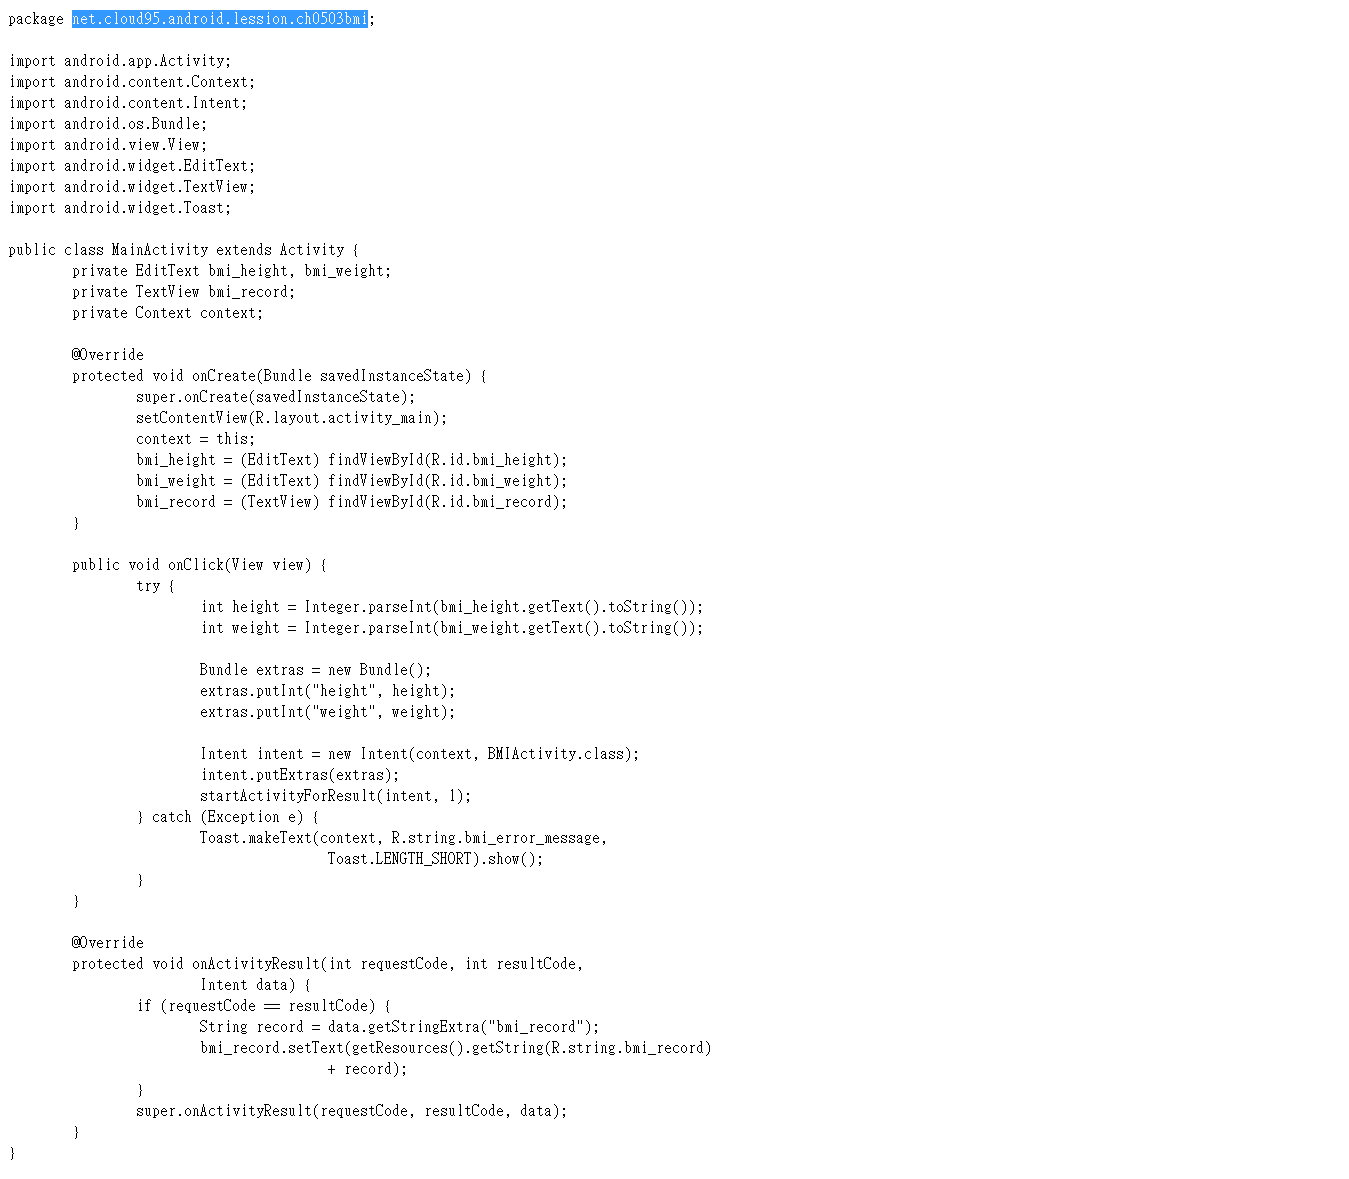 package net.cloud95.android.lession.ch0503bmi;

import android.app.Activity;
import android.content.Context;
import android.content.Intent;
import android.os.Bundle;
import android.view.View;
import android.widget.EditText;
import android.widget.TextView;
import android.widget.Toast;

public class MainActivity extends Activity {
        private EditText bmi_height, bmi_weight;
        private TextView bmi_record;
        private Context context;

        @Override
        protected void onCreate(Bundle savedInstanceState) {
                super.onCreate(savedInstanceState);
                setContentView(R.layout.activity_main);
                context = this;
                bmi_height = (EditText) findViewById(R.id.bmi_height);
                bmi_weight = (EditText) findViewById(R.id.bmi_weight);
                bmi_record = (TextView) findViewById(R.id.bmi_record);
        }

        public void onClick(View view) {
                try {
                        int height = Integer.parseInt(bmi_height.getText().toString());
                        int weight = Integer.parseInt(bmi_weight.getText().toString());

                        Bundle extras = new Bundle();
                        extras.putInt("height", height);
                        extras.putInt("weight", weight);

                        Intent intent = new Intent(context, BMIActivity.class);
                        intent.putExtras(extras);
                        startActivityForResult(intent, 1);
                } catch (Exception e) {
                        Toast.makeText(context, R.string.bmi_error_message,
                                        Toast.LENGTH_SHORT).show();
                }
        }

        @Override
        protected void onActivityResult(int requestCode, int resultCode,
                        Intent data) {
                if (requestCode == resultCode) {
                        String record = data.getStringExtra("bmi_record");
                        bmi_record.setText(getResources().getString(R.string.bmi_record)
                                        + record);
                }
                super.onActivityResult(requestCode, resultCode, data);
        }
}